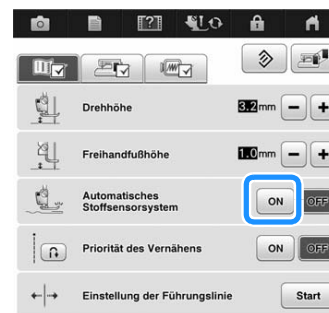 Drehhöhe
3.2 mm
Freihandfußhöhe
1.0 mm
Automatisches
Stoffsensorsystem
ON OFF
Priorität des Vernähens
ON OFF
Einstellung der Führungslinie
Start